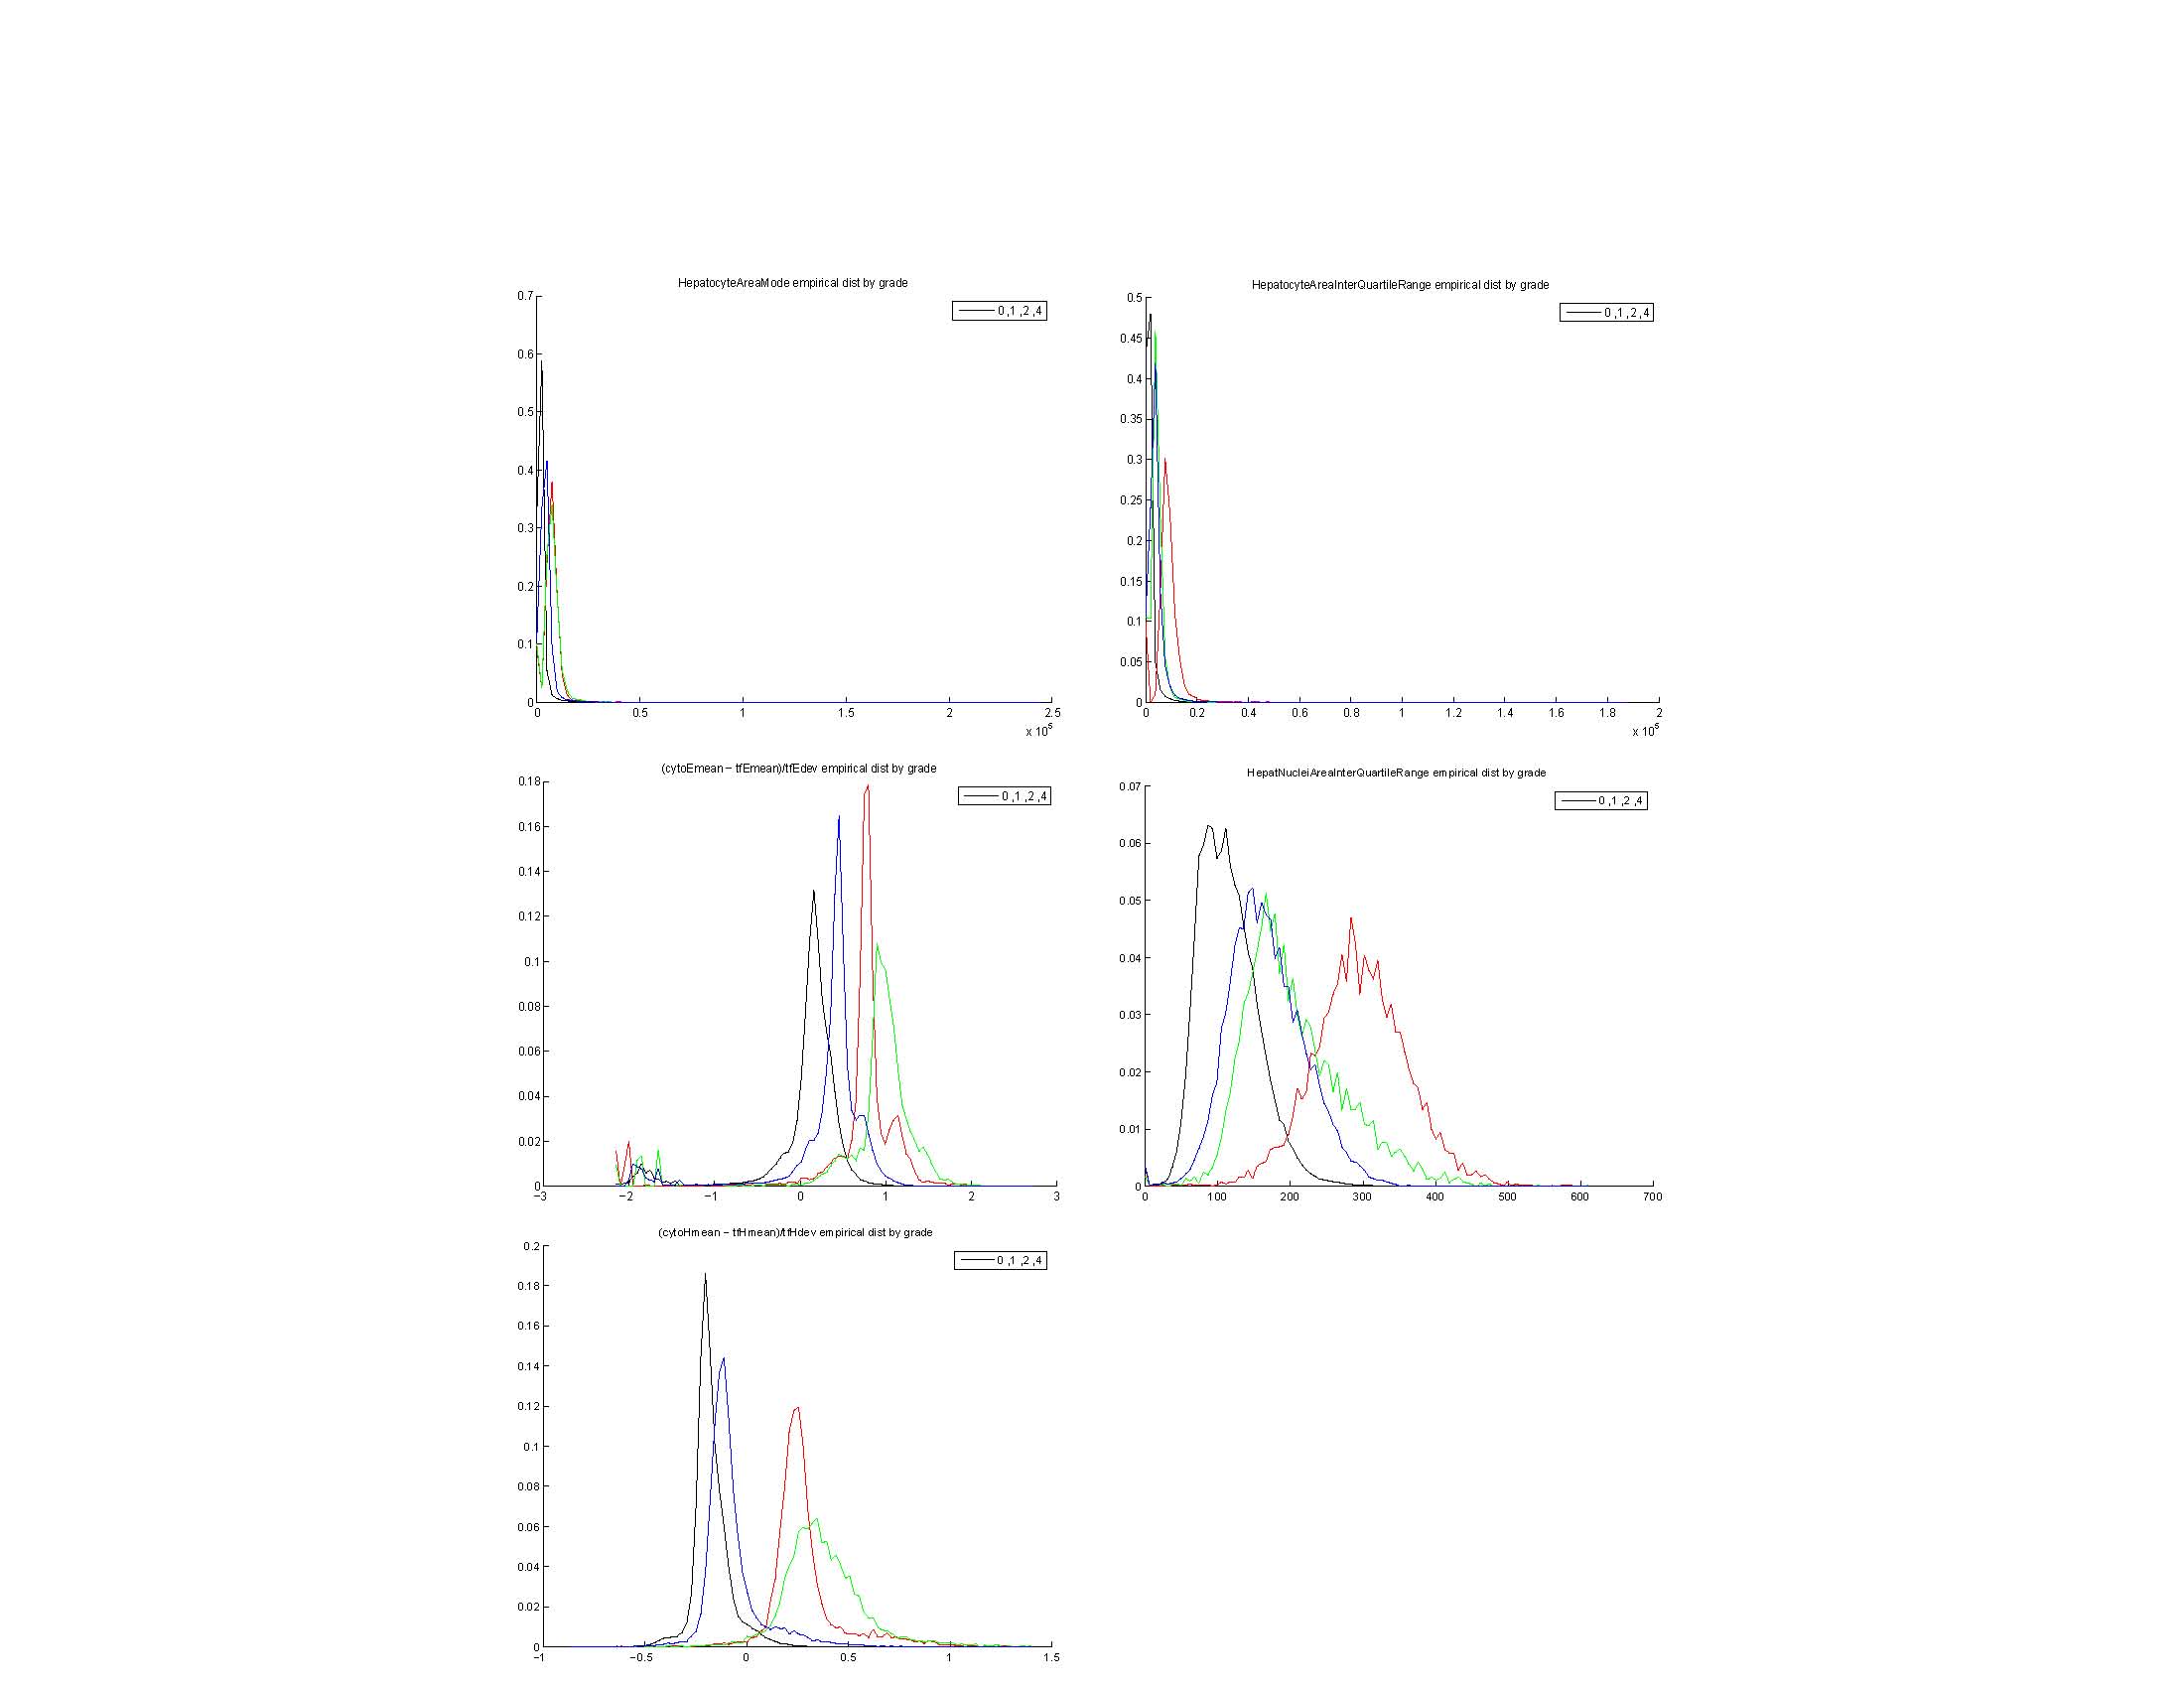 HepatocyteAreaMode empirical dist by grade
0.7
0.6
0.5
0.4
0.3
0.2
0.1
0
0 ,1 ,2 ,4
0 0.5 1 1.5 2 2.5
x 10^5
HepatocyteAreaInterQuartileRange empirical dist by grade
0.5
0.45
0.4
0.35
0.3
0.25
0.2
0.15
0.1
0.05
0
0 ,1 ,2 ,4
0 0.2 0.4 0.6 0.8 1 1.2 1.4 1.6 1.8 2
x 10^5
(cytoEmean − tfEmean)/tfEdev empirical dist by grade
0.18
0.16
0.14
0.12
0.1
0.08
0.06
0.04
0.02
0
0 ,1 ,2 ,4
−3 −2 −1 0 1 2 3
HepatNucleiAreaInterQuartileRange empirical dist by grade
0.07
0.06
0.05
0.04
0.03
0.02
0.01
0
0 ,1 ,2 ,4
0 100 200 300 400 500 600 700
(cytoHmean − tfHmean)/tfHdev empirical dist by grade
0.2
0.18
0.16
0.14
0.12
0.1
0.08
0.06
0.04
0.02
0
0 ,1 ,2 ,4
−1 −0.5 0 0.5 1 1.5